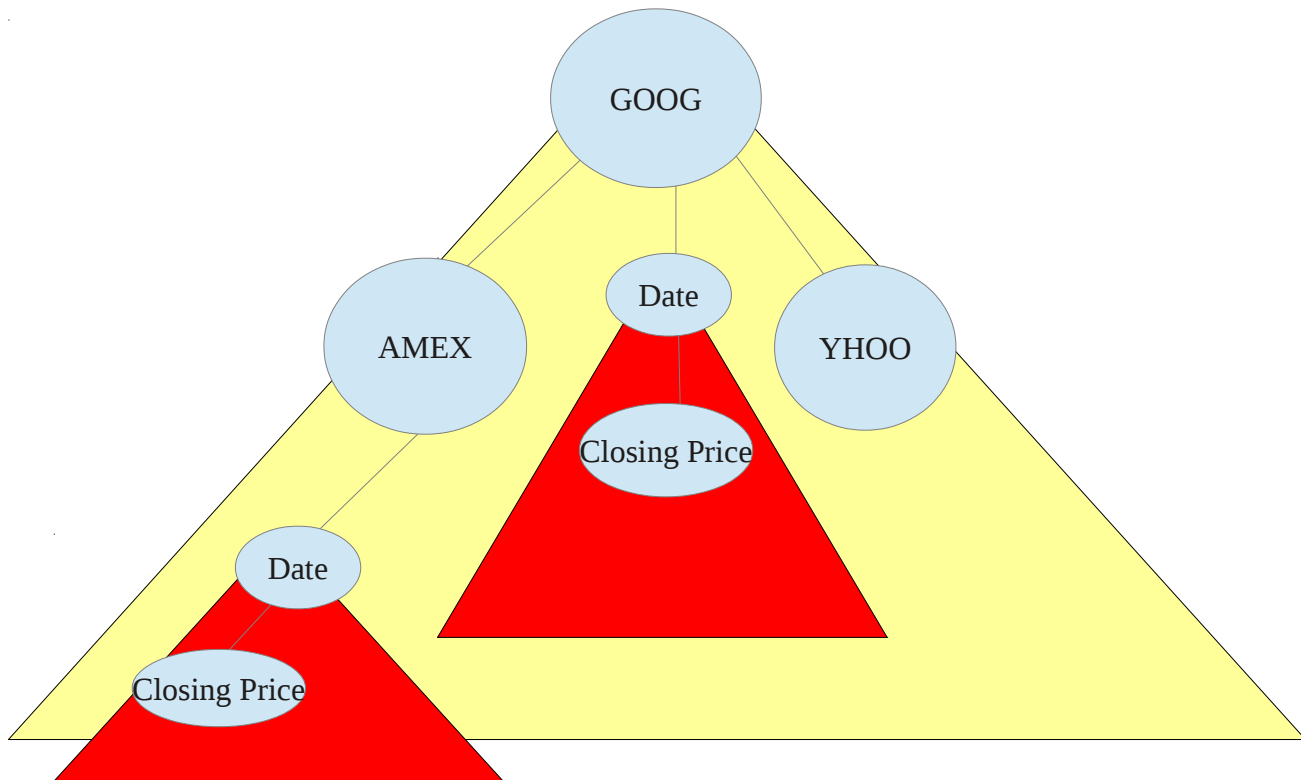 GOOG
Date
AMEX
YHOO
Closing Price
Date
Closing Price